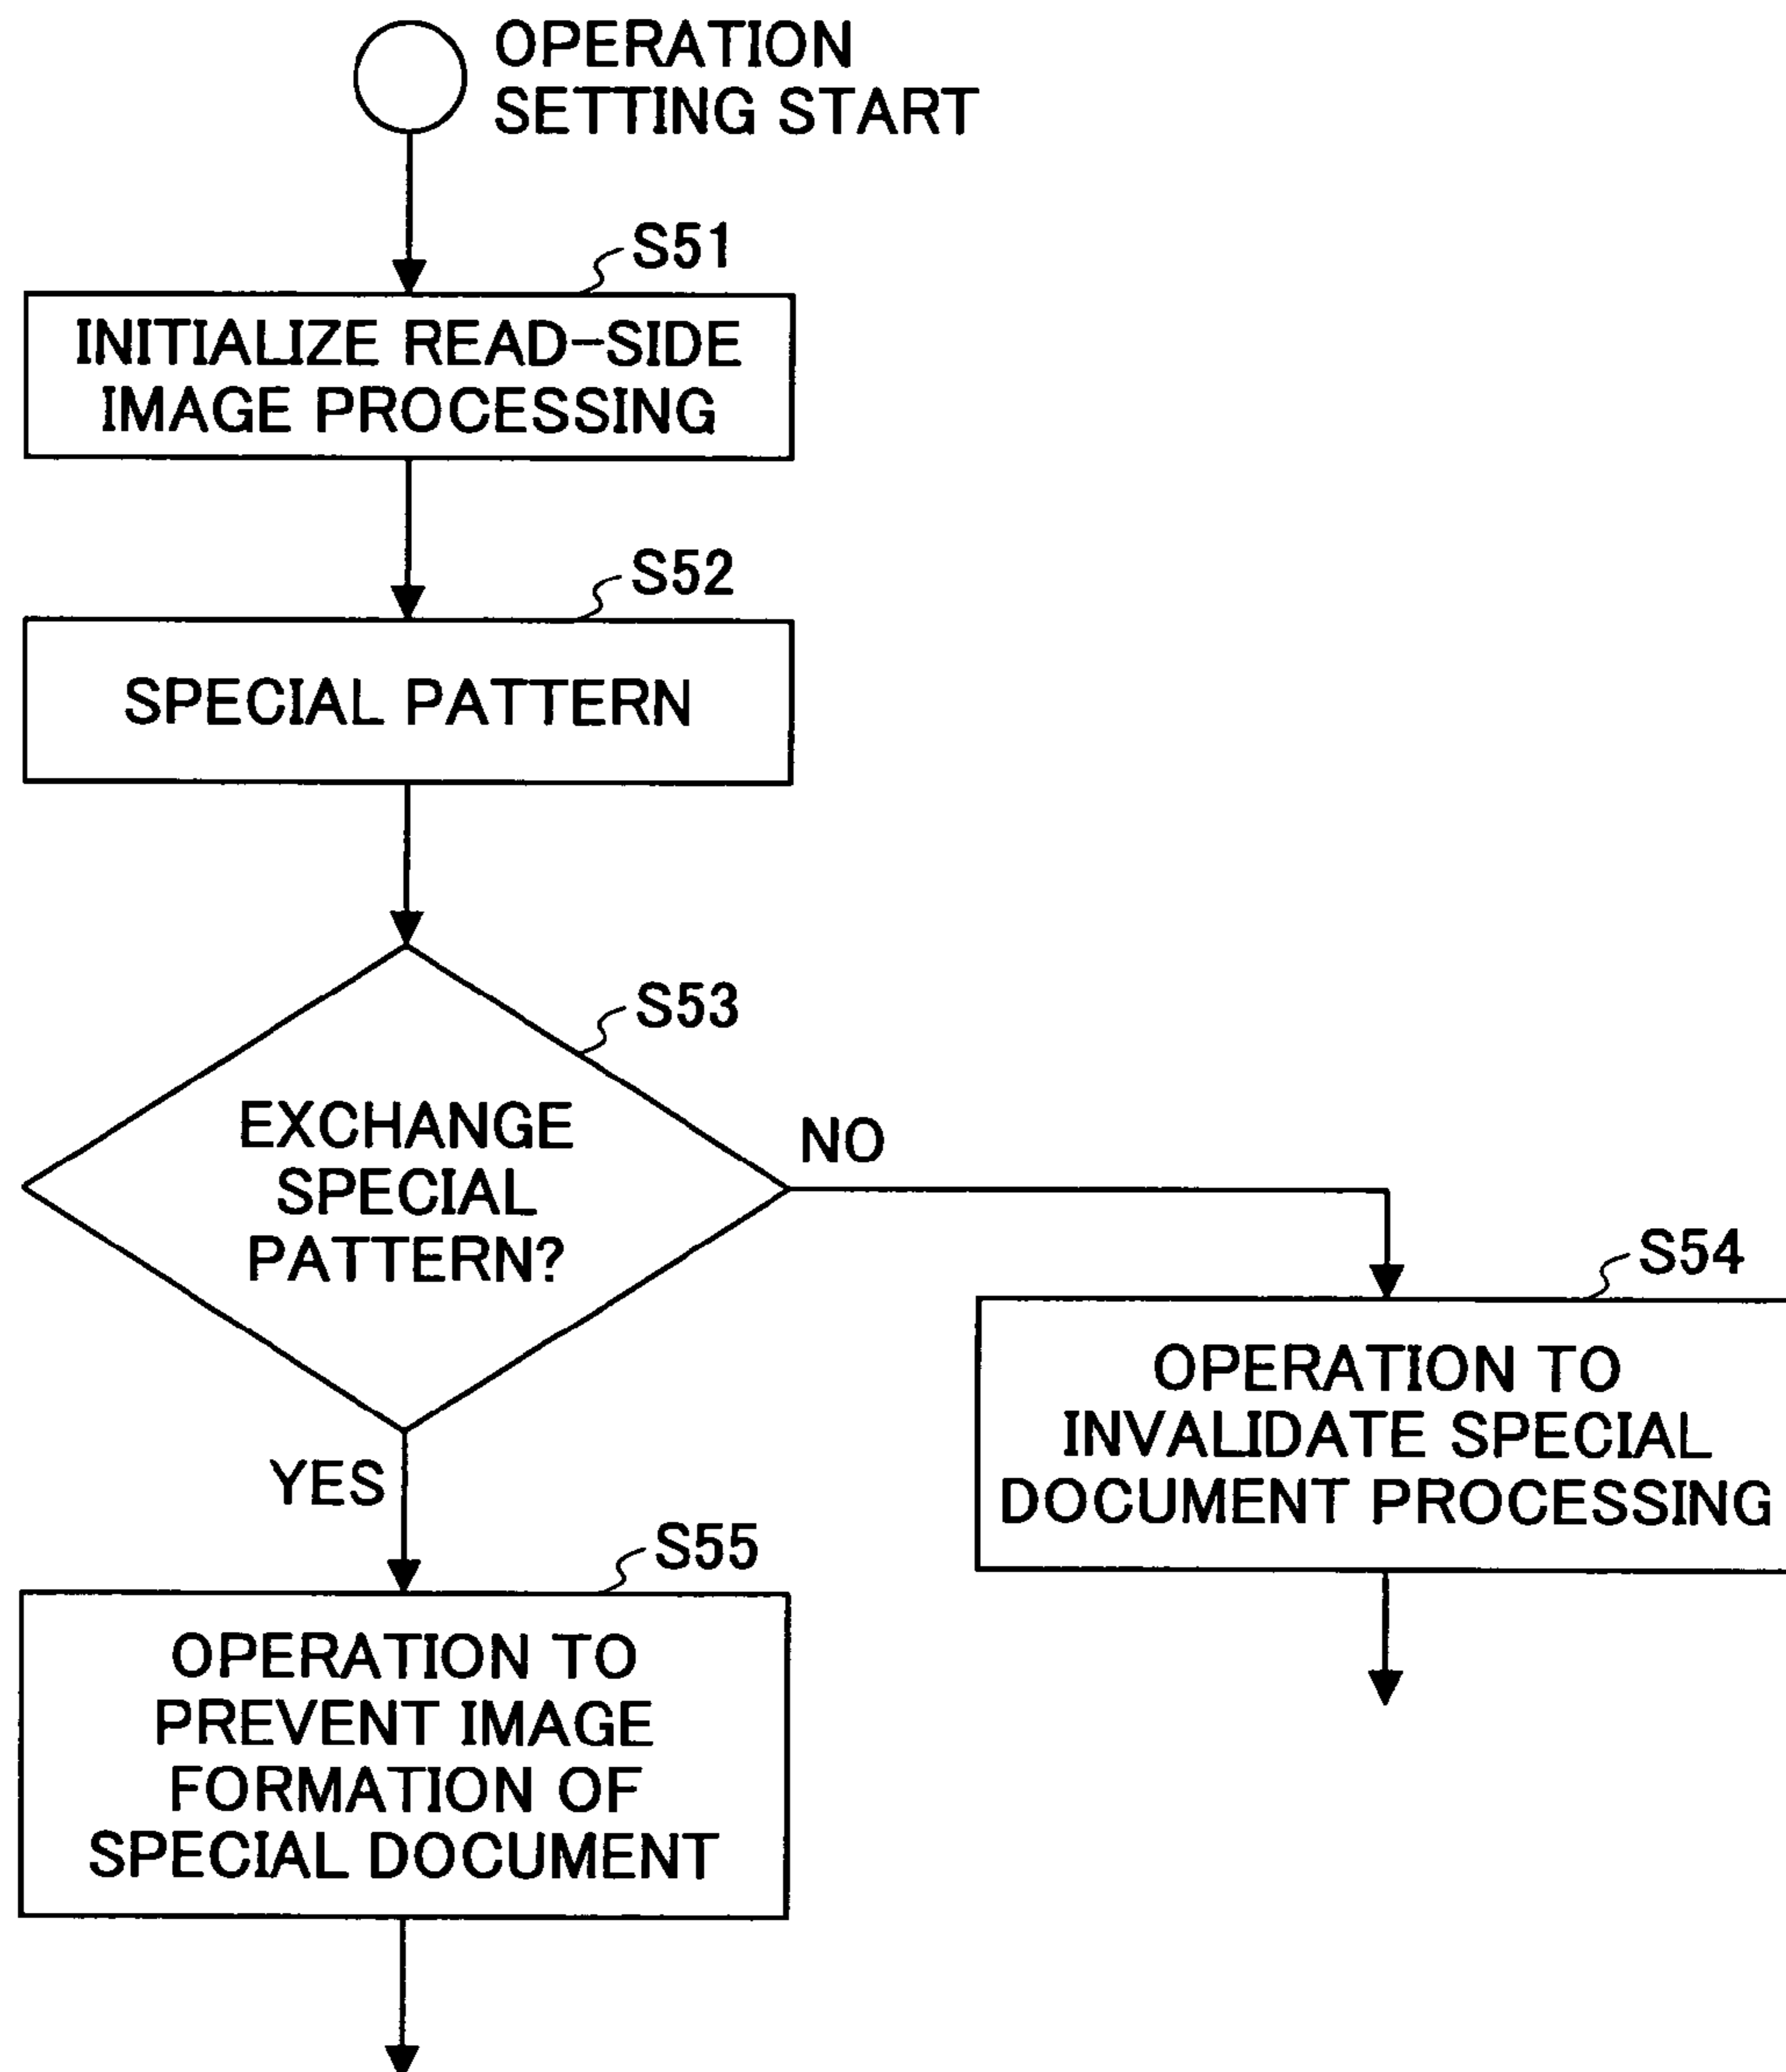 OPERATION
SETTING START
S51
INITIALIZE READ-SIDE
IMAGE PROCESSING
S52
SPECIAL PATTERN
S53
EXCHANGE
SPECIAL
PATTERN?
NO
S54
OPERATION TO
INVALIDATE SPECIAL
DOCUMENT PROCESSING
YES
S55
OPERATION TO
PREVENT IMAGE
FORMATION OF
SPECIAL DOCUMENT